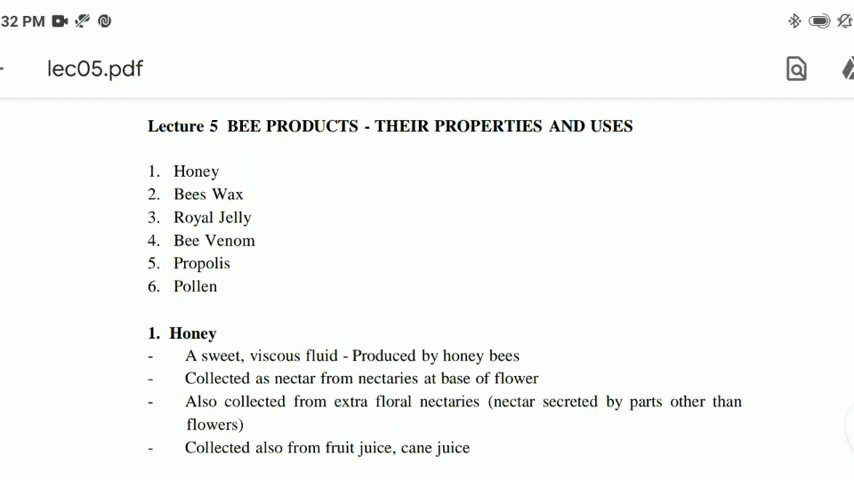 32 PM
lec05.pdf
Lecture 5 BEE PRODUCTS - THEIR PROPERTIES AND USES
1. Honey
2. Bees Wax
3. Royal Jelly
4. Bee Venom
5. Propolis
6. Pollen
1. Honey
- A sweet, viscous fluid - Produced by honey bees
- Collected as nectar from nectaries at base of flower
- Also collected from extra floral nectaries (nectar secreted by parts other than
flowers)
- Collected also from fruit juice, cane juice